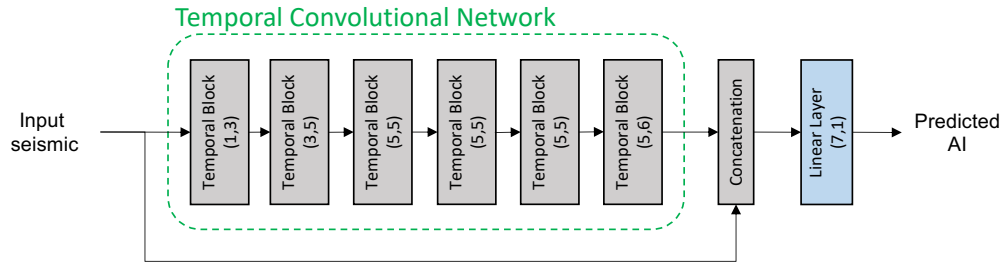 Temporal Convolutional Network
Input
seismic
Temporal Block
(1,3)
Temporal Block
(3,5)
Temporal Block
(5,5)
Temporal Block
(5,5)
Temporal Block
(5,5)
Temporal Block
(5,6)
Concatenation
Linear Layer
(7,1)
Predicted
AI